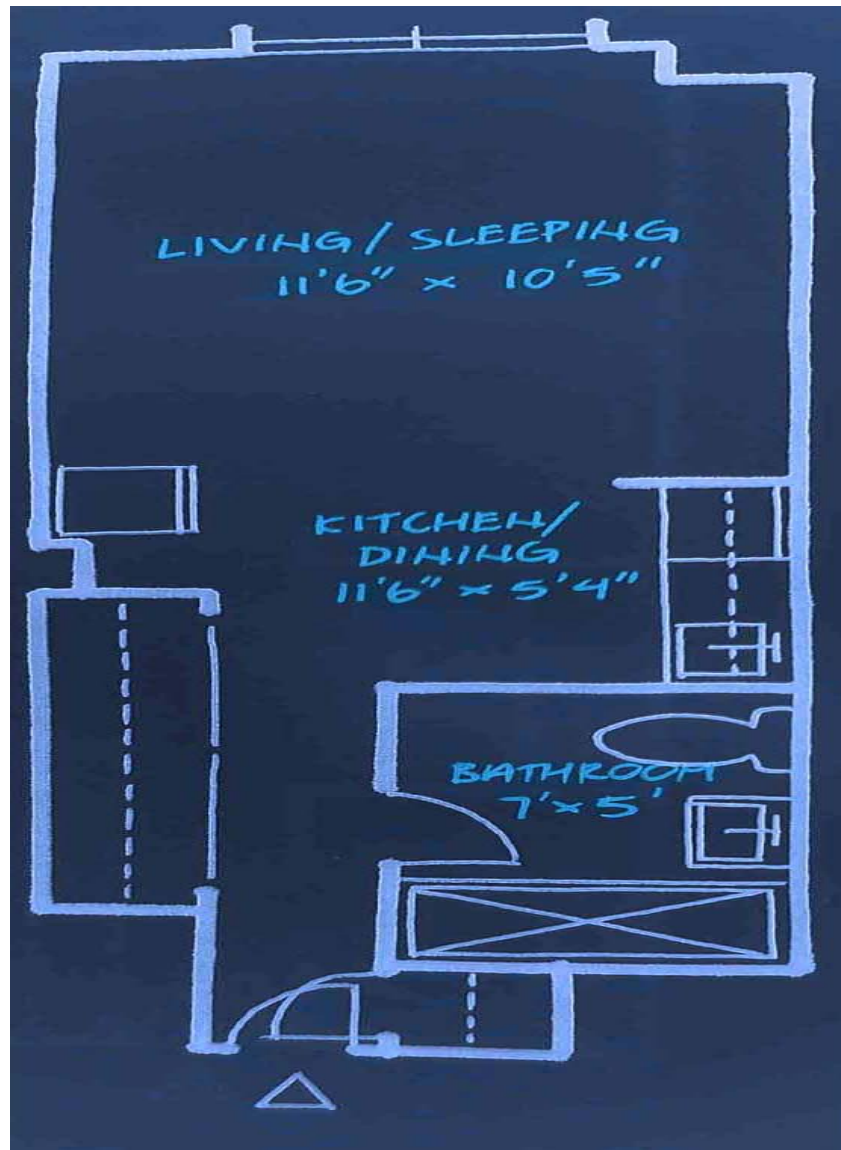 LIVING / SLEEPING
11'6" × 10'5"
KITCHEN/
DINING
11'6" × 5'4"
BATHROOM
7'×5'